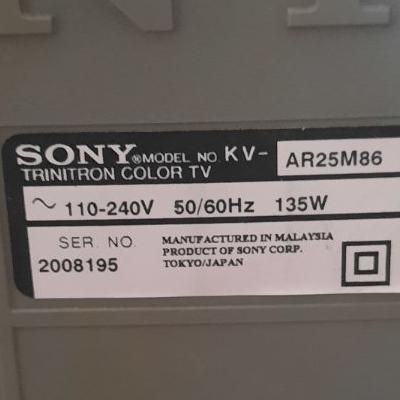 SONY®MODEL NO. KV- AR25M86
TRINITRON COLOR TV
~ 110-240V 50/60Hz 135W
SER. NO. MANUFACTURED IN MALAYSIA
2008195 PRODUCT OF SONY CORP.
TOKYO/JAPAN